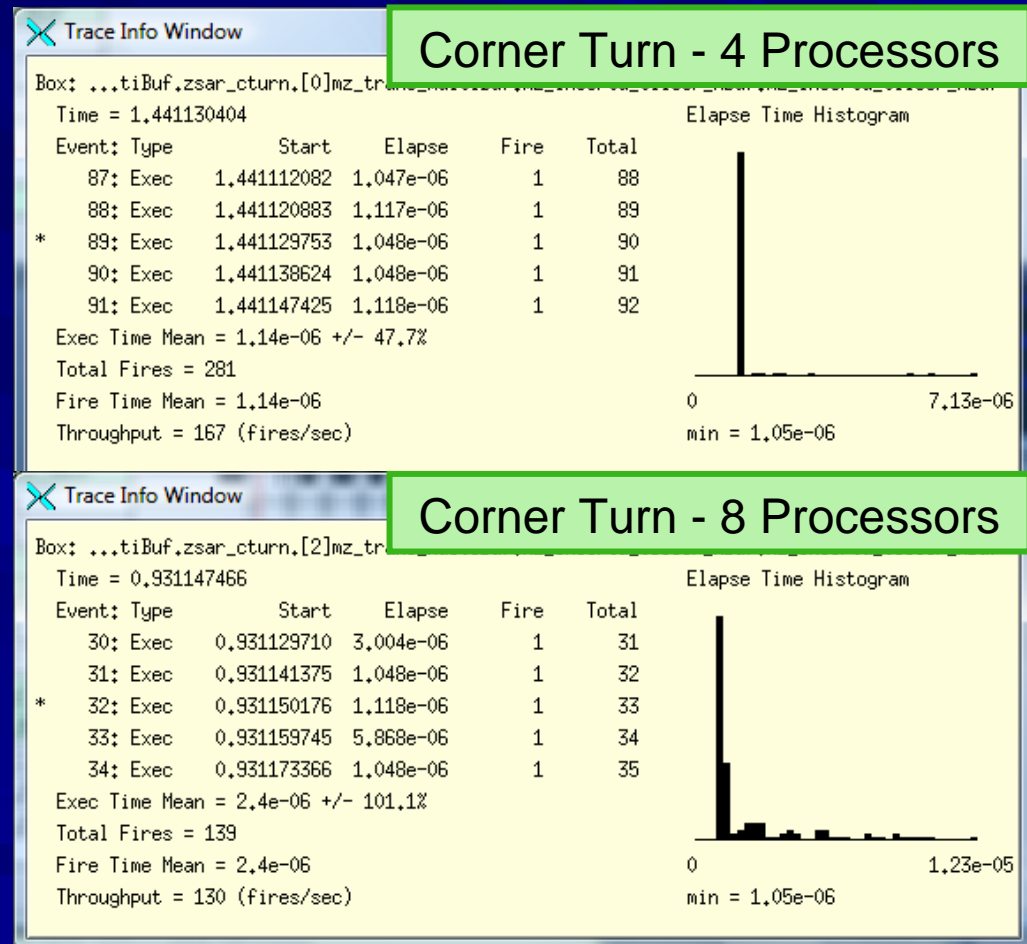 Trace Info Window
Corner Turn - 4 Processors
Box: ...tiBuf.zsar_cturn.[0]mz_trans_multiBuf.mz_inserta_citcer_nbuf.mz_inserta_citcer_nbuf
Time = 1.441130404
Elapse Time Histogram
Event: Type Start Elapse Fire Total
87: Exec 1.441112082 1.047e-06 1 88
88: Exec 1.441120883 1.117e-06 1 89
* 89: Exec 1.441129753 1.048e-06 1 90
90: Exec 1.441138624 1.048e-06 1 91
91: Exec 1.441147425 1.118e-06 1 92
Exec Time Mean = 1.14e-06 +/- 47.7%
Total Fires = 281
Fire Time Mean = 1.14e-06
0 7.13e-06
Throughput = 167 (fires/sec)
min = 1.05e-06
Trace Info Window
Corner Turn - 8 Processors
Box: ...tiBuf.zsar_cturn.[2]mz_tr
Time = 0.931147466
Elapse Time Histogram
Event: Type Start Elapse Fire Total
30: Exec 0.931129710 3.004e-06 1 31
31: Exec 0.931141375 1.048e-06 1 32
* 32: Exec 0.931150176 1.118e-06 1 33
33: Exec 0.931159745 5.868e-06 1 34
34: Exec 0.931173366 1.048e-06 1 35
Exec Time Mean = 2.4e-06 +/- 101.1%
Total Fires = 139
Fire Time Mean = 2.4e-06
0 1.23e-05
Throughput = 130 (fires/sec)
min = 1.05e-06